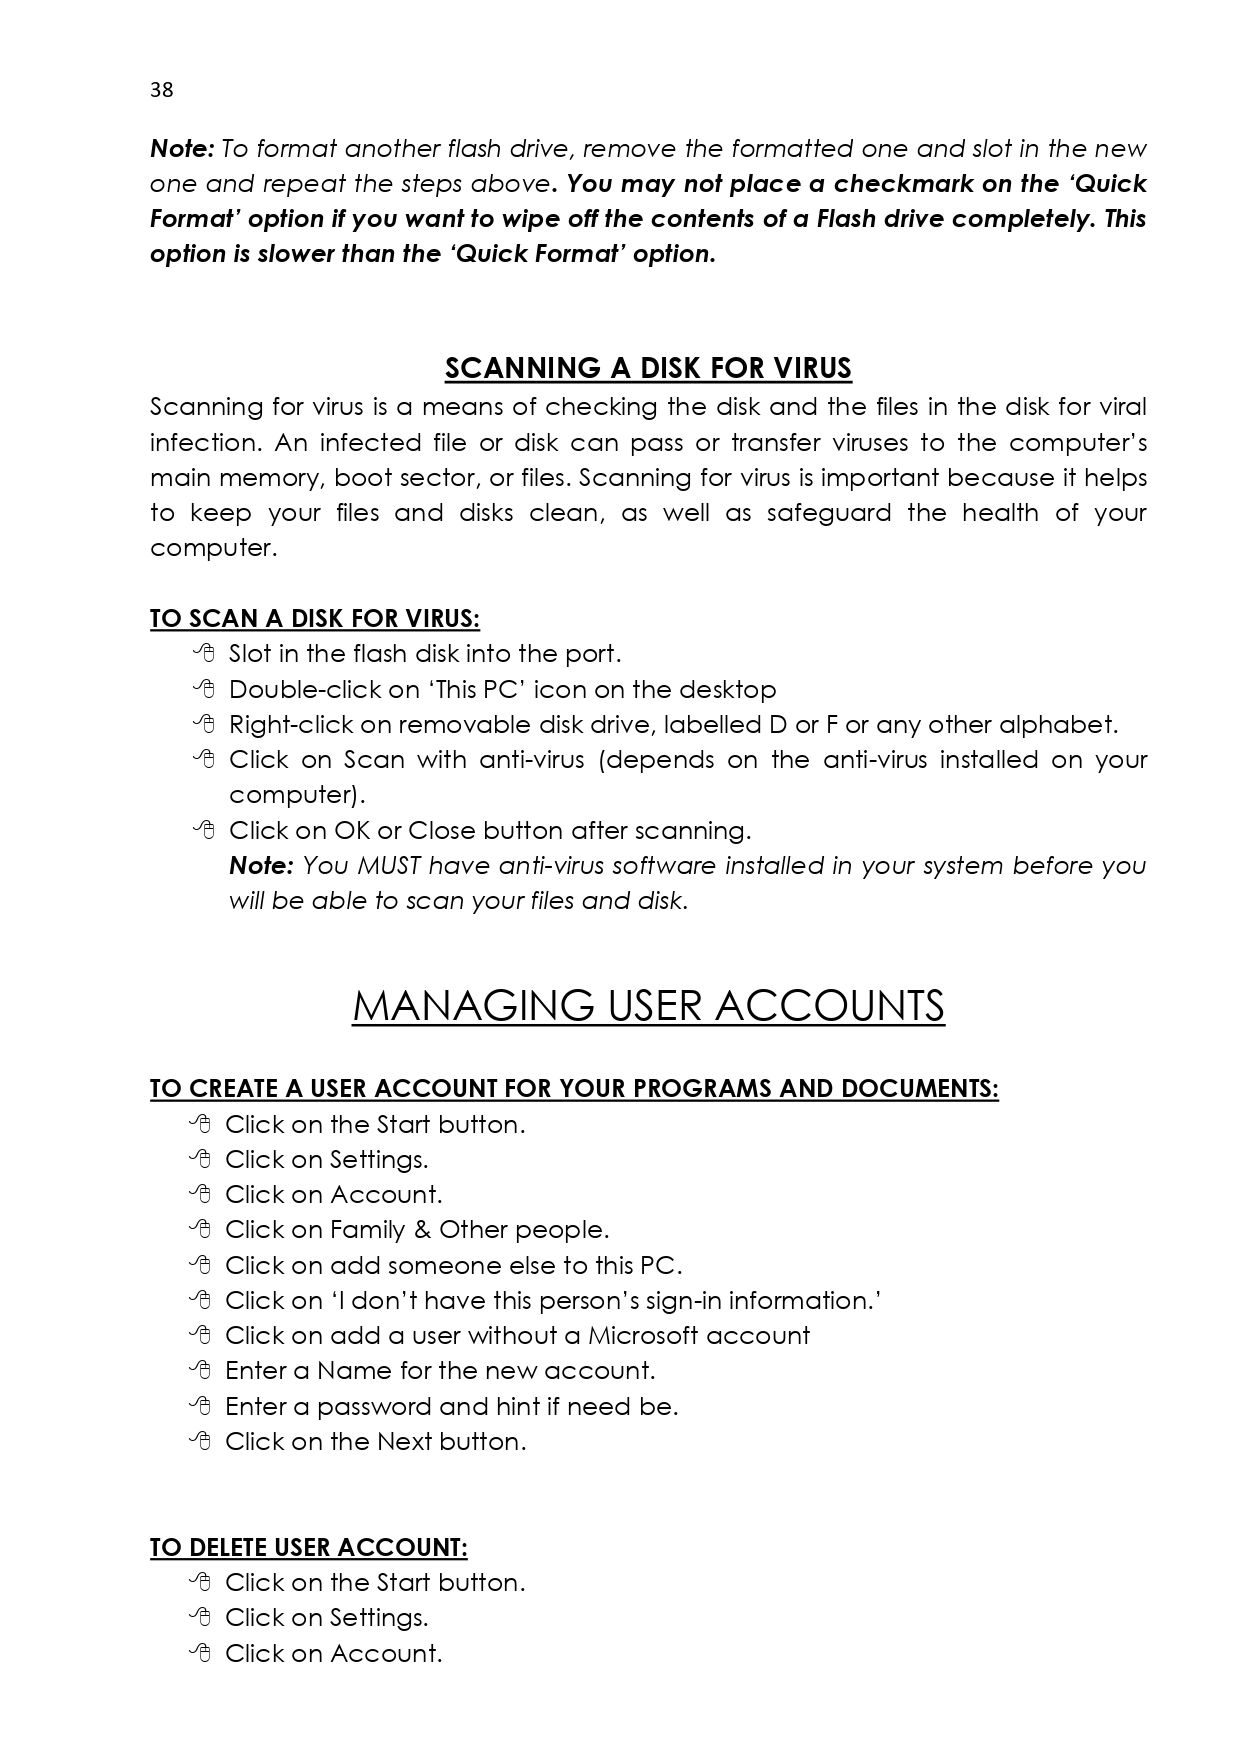 38
Note: To format another flash drive, remove the formatted one and slot in the new
one and repeat the steps above. You may not place a checkmark on the ‘Quick
Format’ option if you want to wipe off the contents of a Flash drive completely. This
option is slower than the ‘Quick Format’ option.
SCANNING A DISK FOR VIRUS
Scanning for virus is a means of checking the disk and the files in the disk for viral
infection. An infected file or disk can pass or transfer viruses to the computer’s
main memory, boot sector, or files. Scanning for virus is important because it helps
to keep your files and disks clean, as well as safeguard the health of your
computer.
TO SCAN A DISK FOR VIRUS:
Slot in the flash disk into the port.
Double-click on ‘This PC’ icon on the desktop
Right-click on removable disk drive, labelled D or F or any other alphabet.
Click on Scan with anti-virus (depends on the anti-virus installed on your
computer).
Click on OK or Close button after scanning.
Note: You MUST have anti-virus software installed in your system before you
will be able to scan your files and disk.
MANAGING USER ACCOUNTS
TO CREATE A USER ACCOUNT FOR YOUR PROGRAMS AND DOCUMENTS:
Click on the Start button.
Click on Settings.
Click on Account.
Click on Family & Other people.
Click on add someone else to this PC.
Click on ‘I don’t have this person’s sign-in information.’
Click on add a user without a Microsoft account
Enter a Name for the new account.
Enter a password and hint if need be.
Click on the Next button.
TO DELETE USER ACCOUNT:
Click on the Start button.
Click on Settings.
Click on Account.